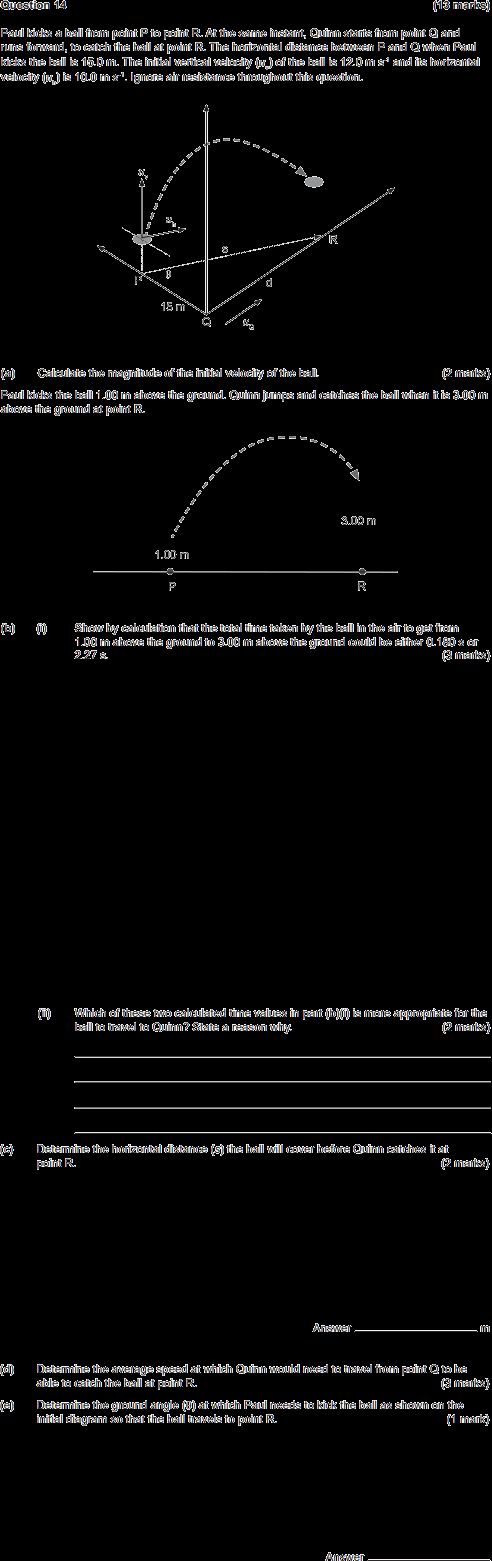 Question 14 (13 marks)
Paul kicks a ball from point P to point R. At the same instant, Quinn starts from point Q and
runs forward, to catch the ball at point R. The horizontal distance between P and Q when Paul
kicks the ball is 15.0 m. The initial vertical velocity (uv) of the ball is 12.0 m s-1 and its horizontal
velocity (uh) is 10.0 m s-1. Ignore air resistance throughout this question.
uv
uh
s
R
P
θ
d
15 m
Q
uQ
(a) Calculate the magnitude of the initial velocity of the ball. (2 marks)
Paul kicks the ball 1.00 m above the ground. Quinn jumps and catches the ball when it is 3.00 m
above the ground at point R.
3.00 m
1.00 m
P R
(b) (i) Show by calculation that the total time taken by the ball in the air to get from
1.00 m above the ground to 3.00 m above the ground could be either 0.180 s or
2.27 s. (3 marks)
(ii) Which of these two calculated time values in part (b)(i) is more appropriate for the
ball to travel to Quinn? State a reason why. (2 marks)
(c) Determine the horizontal distance (s) the ball will cover before Quinn catches it at
point R. (2 marks)
Answer m
(d) Determine the average speed at which Quinn would need to travel from point Q to be
able to catch the ball at point R. (3 marks)
(e) Determine the ground angle (θ) at which Paul needs to kick the ball as shown on the
initial diagram so that the ball travels to point R. (1 mark)
Answer